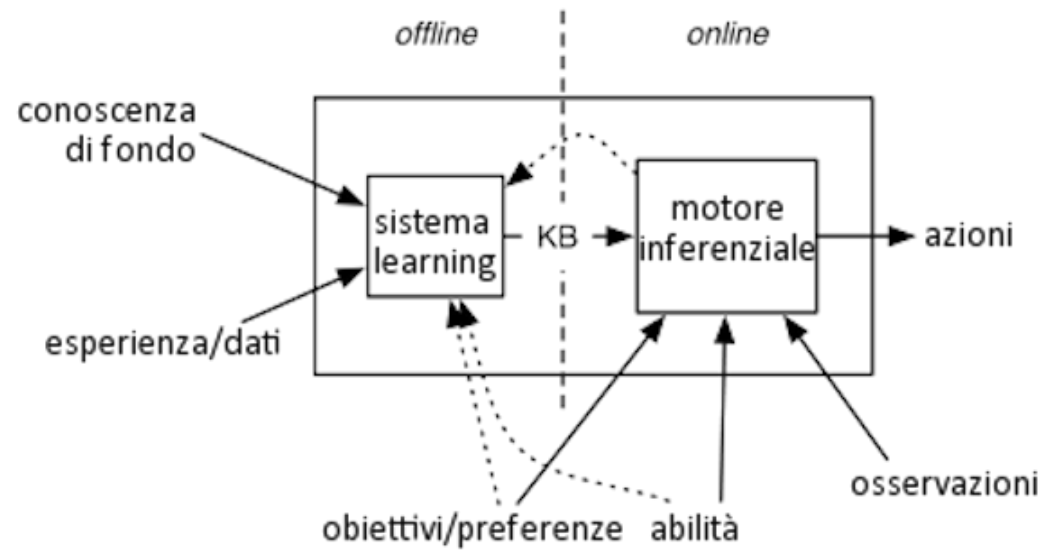 offline
online
conoscenza
di fondo
sistema
learning
KB
motore
inferenziale
azioni
esperienza/dati
osservazioni
obiettivi/preferenze
abilità